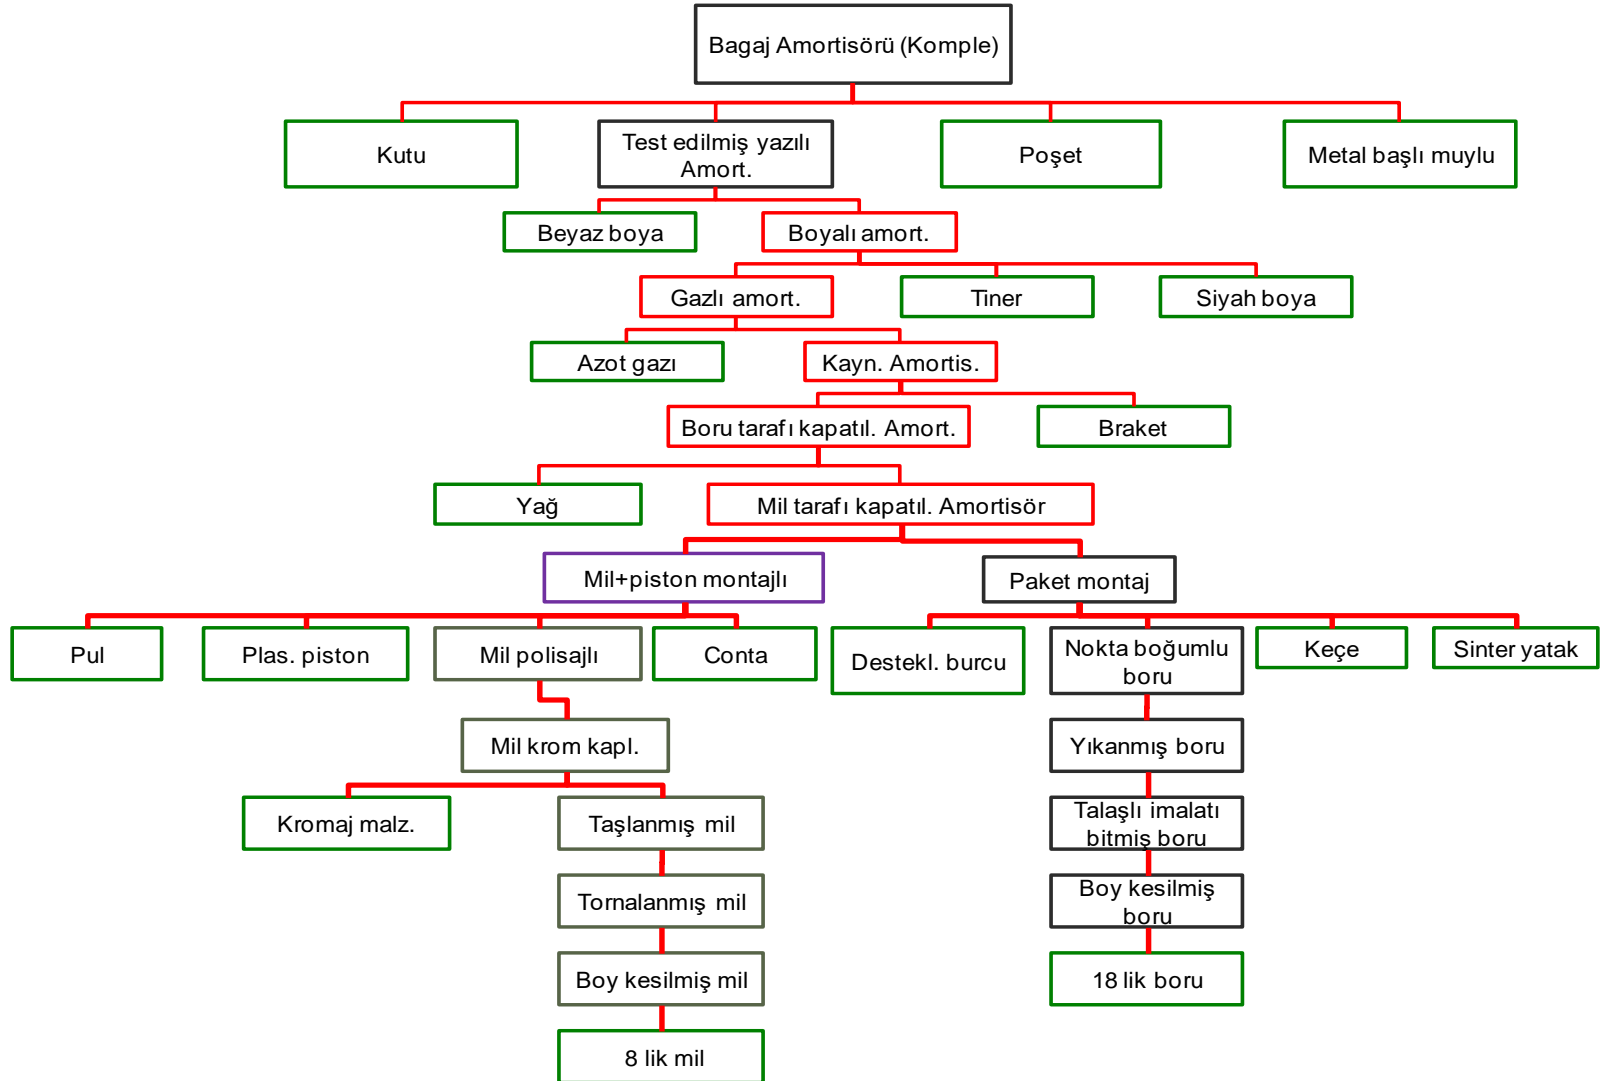 Bagaj Amortisörü (Komple)
Kutu
Test edilmiş yazılı
Amort.
Poşet
Metal başlı muylu
Beyaz boya
Boyalı amort.
Gazlı amort.
Tiner
Siyah boya
Azot gazı
Kayn. Amortis.
Boru tarafı kapatıl. Amort.
Braket
Yağ
Mil tarafı kapatıl. Amortisör
Mil+piston montajlı
Paket montaj
Pul
Plas. piston
Mil polisajlı
Conta
Destekl. burcu
Nokta boğumlu
boru
Keçe
Sinter yatak
Mil krom kapl.
Yıkanmış boru
Kromaj malz.
Taşlanmış mil
Talaşlı imalatı
bitmiş boru
Tornalanmış mil
Boy kesilmiş
boru
Boy kesilmiş mil
18 lik boru
8 lik mil